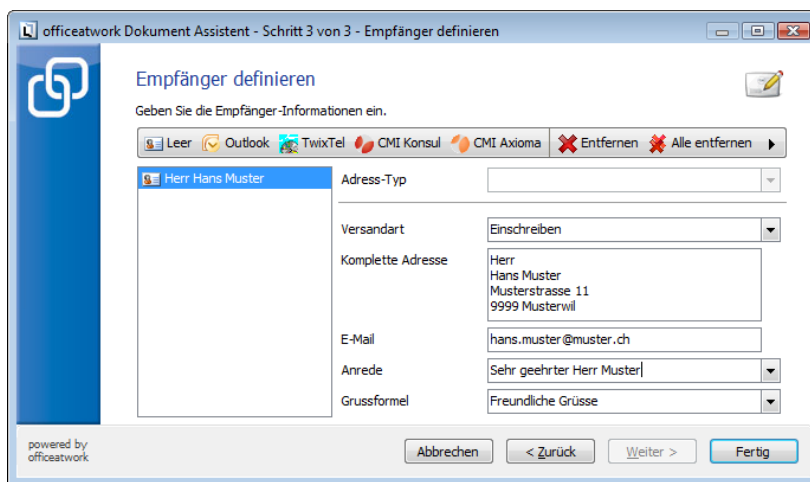 officeatwork Dokument Assistent - Schritt 3 von 3 - Empfänger definieren
Empfänger definieren
Geben Sie die Empfänger-Informationen ein.
Leer Outlook TwixTel CMI Konsul CMI Axioma Entfernen Alle entfernen
Herr Hans Muster
Adress-Typ
Versandart Einschreiben
Komplette Adresse Herr
Hans Muster
Musterstrasse 11
9999 Musterwil
E-Mail hans.muster@muster.ch
Anrede Sehr geehrter Herr Muster
Grussformel Freundliche Grüsse
powered by
officeatwork
Abbrechen < Zurück Weiter > Fertig